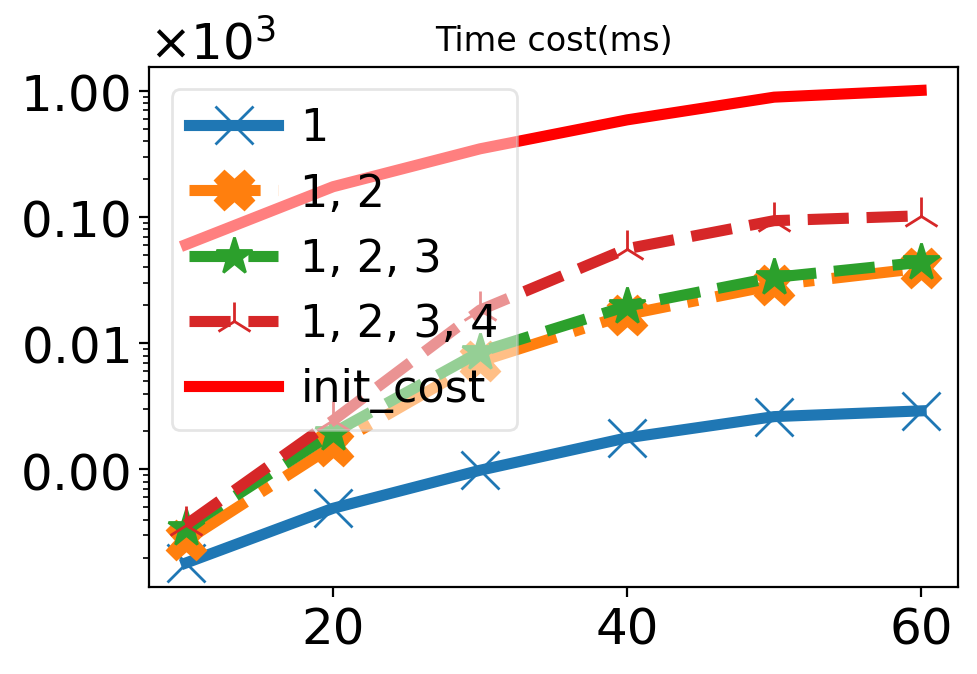 ×10³
Time cost(ms)
1.00
0.10
0.01
0.00
1
1, 2
1, 2, 3
1, 2, 3, 4
init_cost
20
40
60